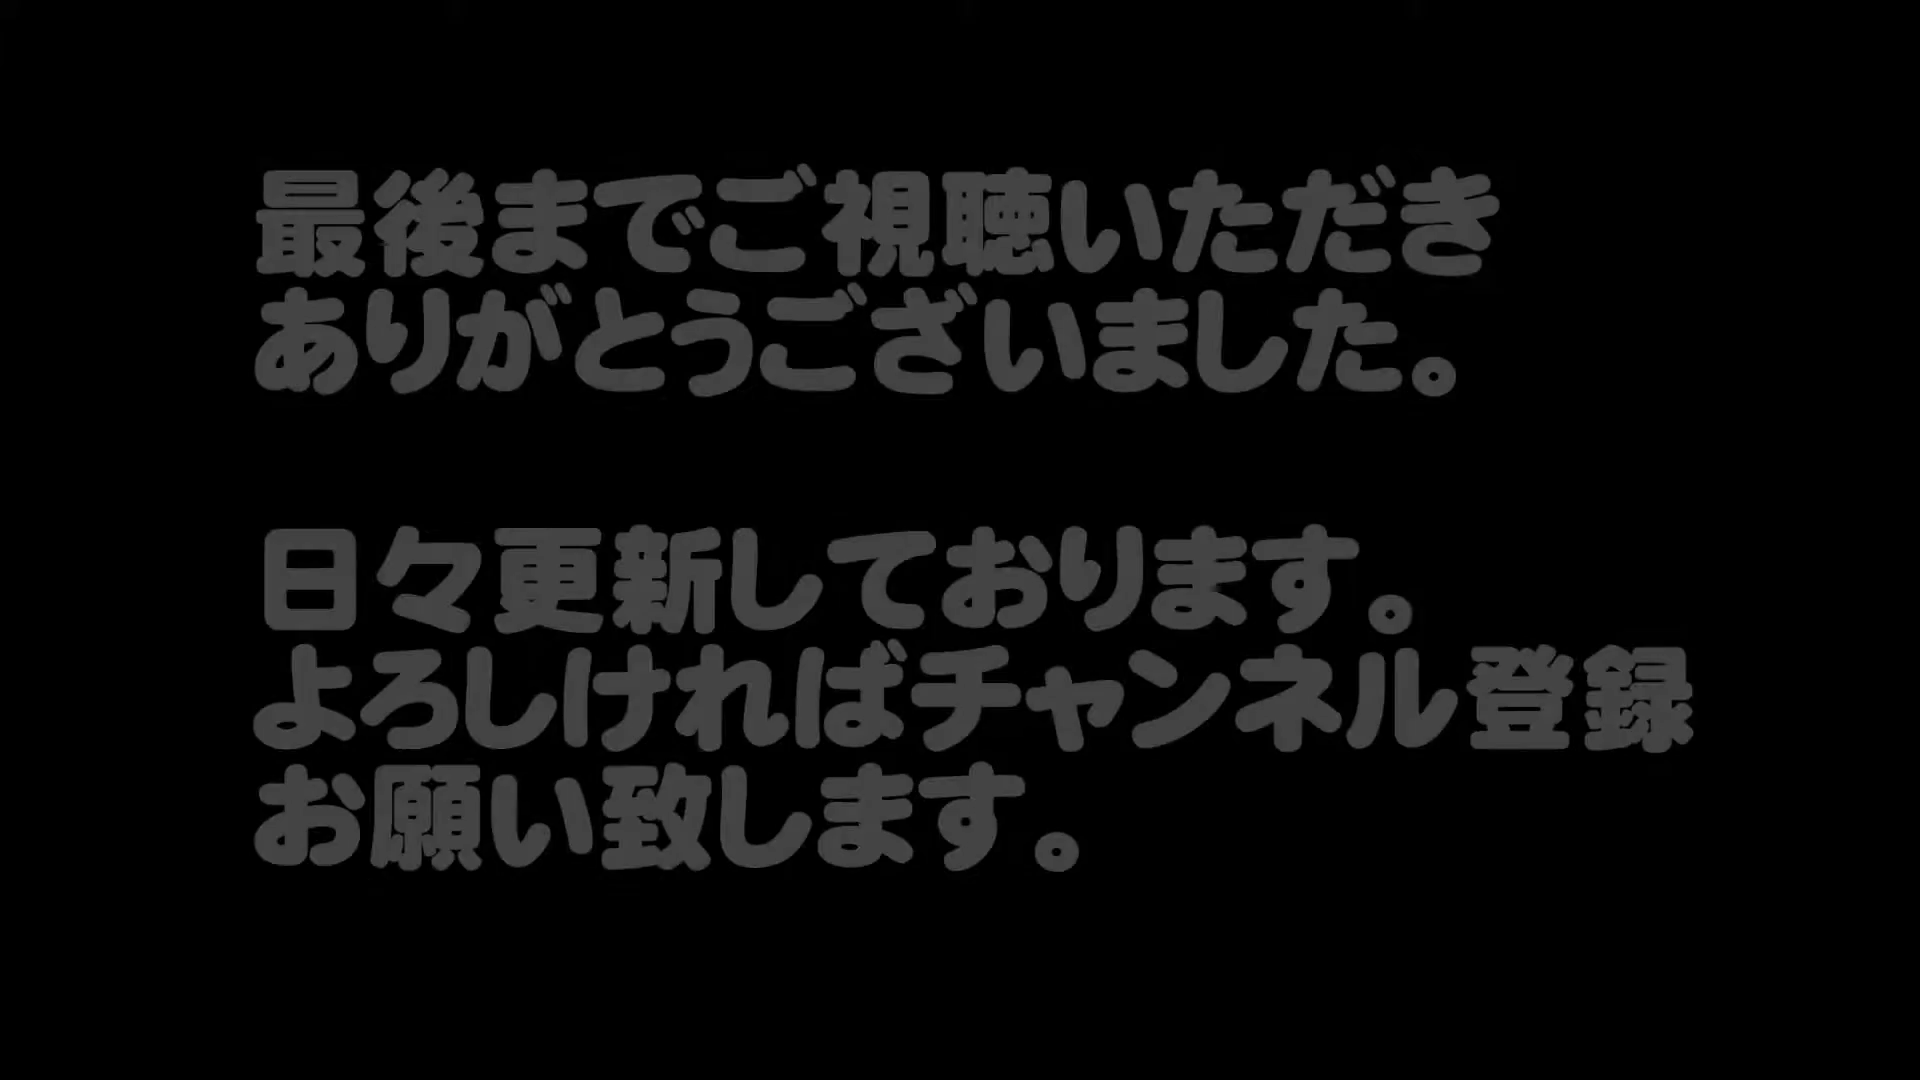 最後までご視聴いただき
ありがとうございました。
日々更新しております。
よろしければチャンネル登録
お願い致します。